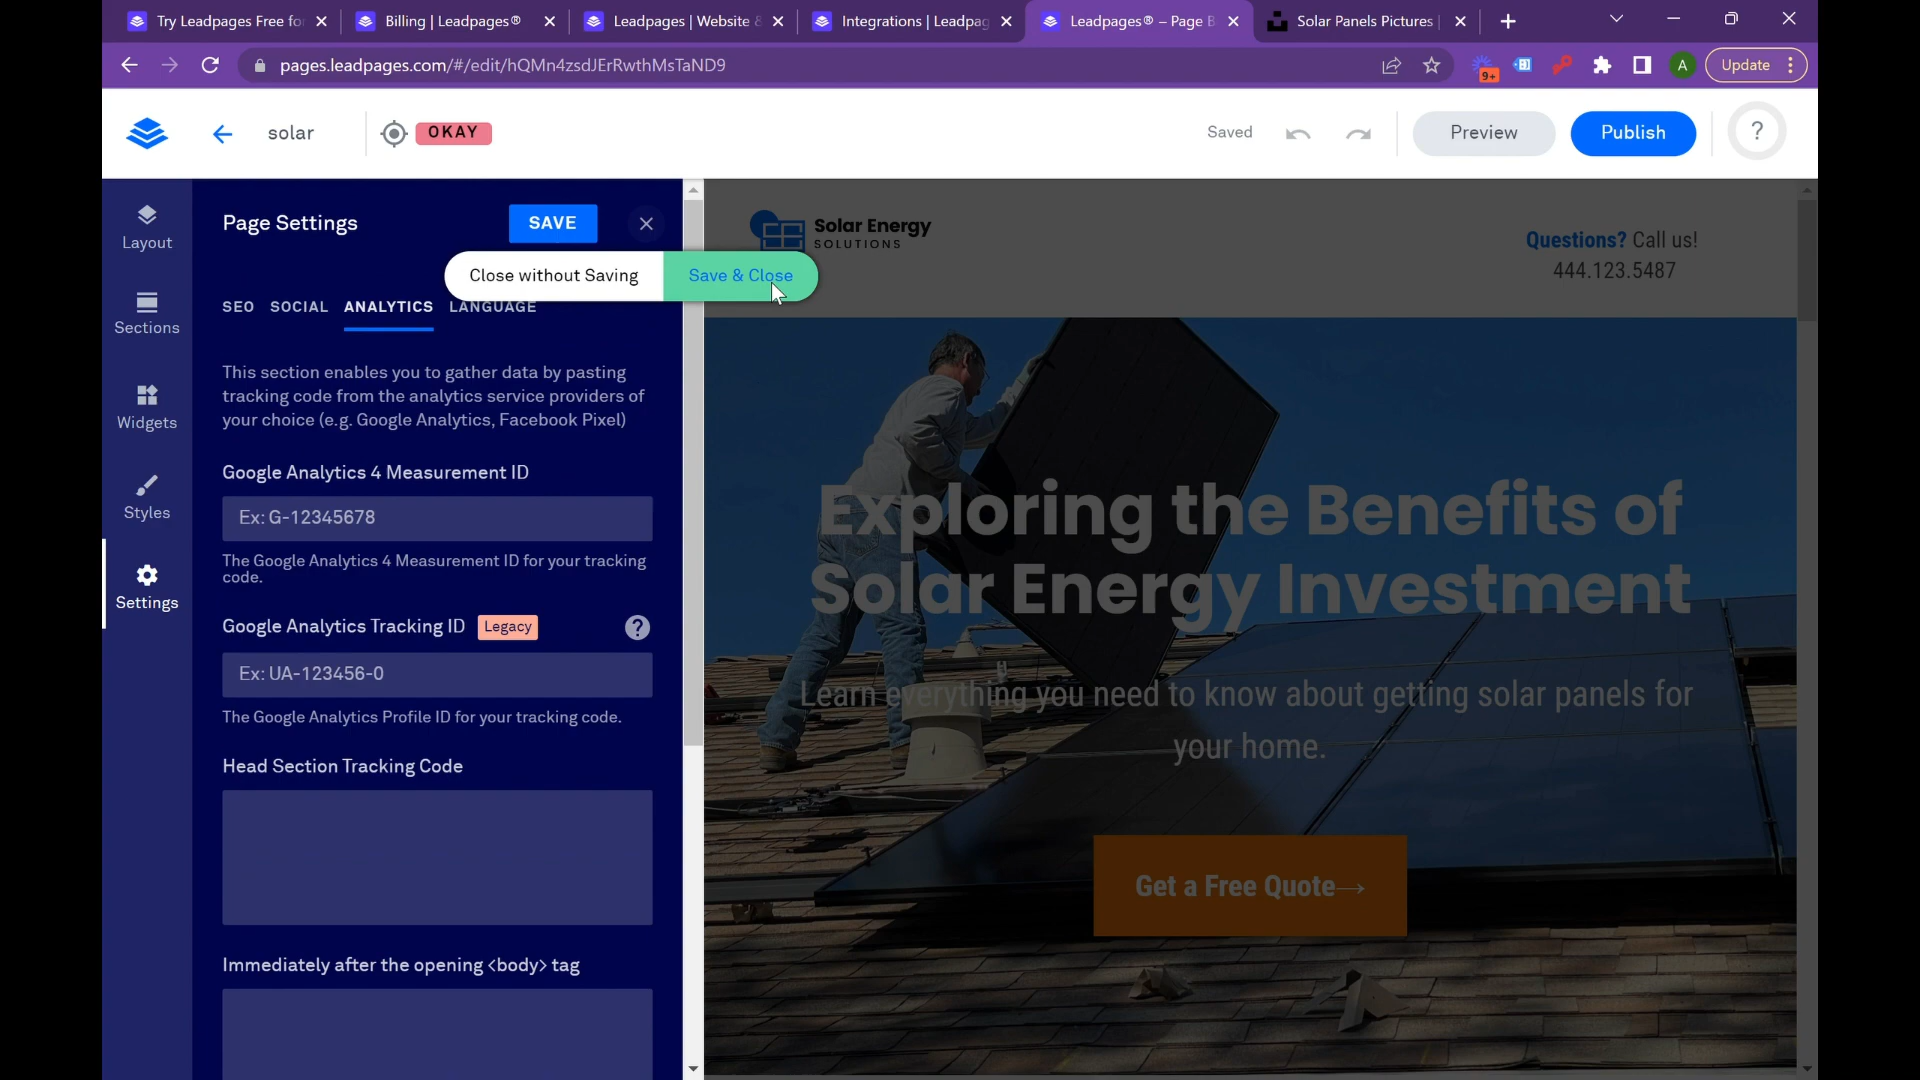 Try Leadpages Free fo
Billing | Leadpages®
Leadpages | Website &
Integrations | Leadpag
Leadpages® – Page B
Solar Panels Pictures |
pages.leadpages.com/#/edit/hQMn4zsdJErRwthMsTaND9
9+
A
Update
solar
OKAY
Saved
Preview
Publish
?
Layout
Sections
Widgets
Styles
Settings
Page Settings
SAVE
Close without Saving
Save & Close
SEO
SOCIAL
ANALYTICS
LANGUAGE
This section enables you to gather data by pasting
tracking code from the analytics service providers of
your choice (e.g. Google Analytics, Facebook Pixel)
Google Analytics 4 Measurement ID
Ex: G-12345678
The Google Analytics 4 Measurement ID for your tracking
code.
Google Analytics Tracking ID
Legacy
?
Ex: UA-123456-0
The Google Analytics Profile ID for your tracking code.
Head Section Tracking Code
Immediately after the opening <body> tag
Solar Energy
SOLUTIONS
Questions? Call us!
444.123.5487
Exploring the Benefits of
Solar Energy Investment
Learn everything you need to know about getting solar panels for
your home.
Get a Free Quote→